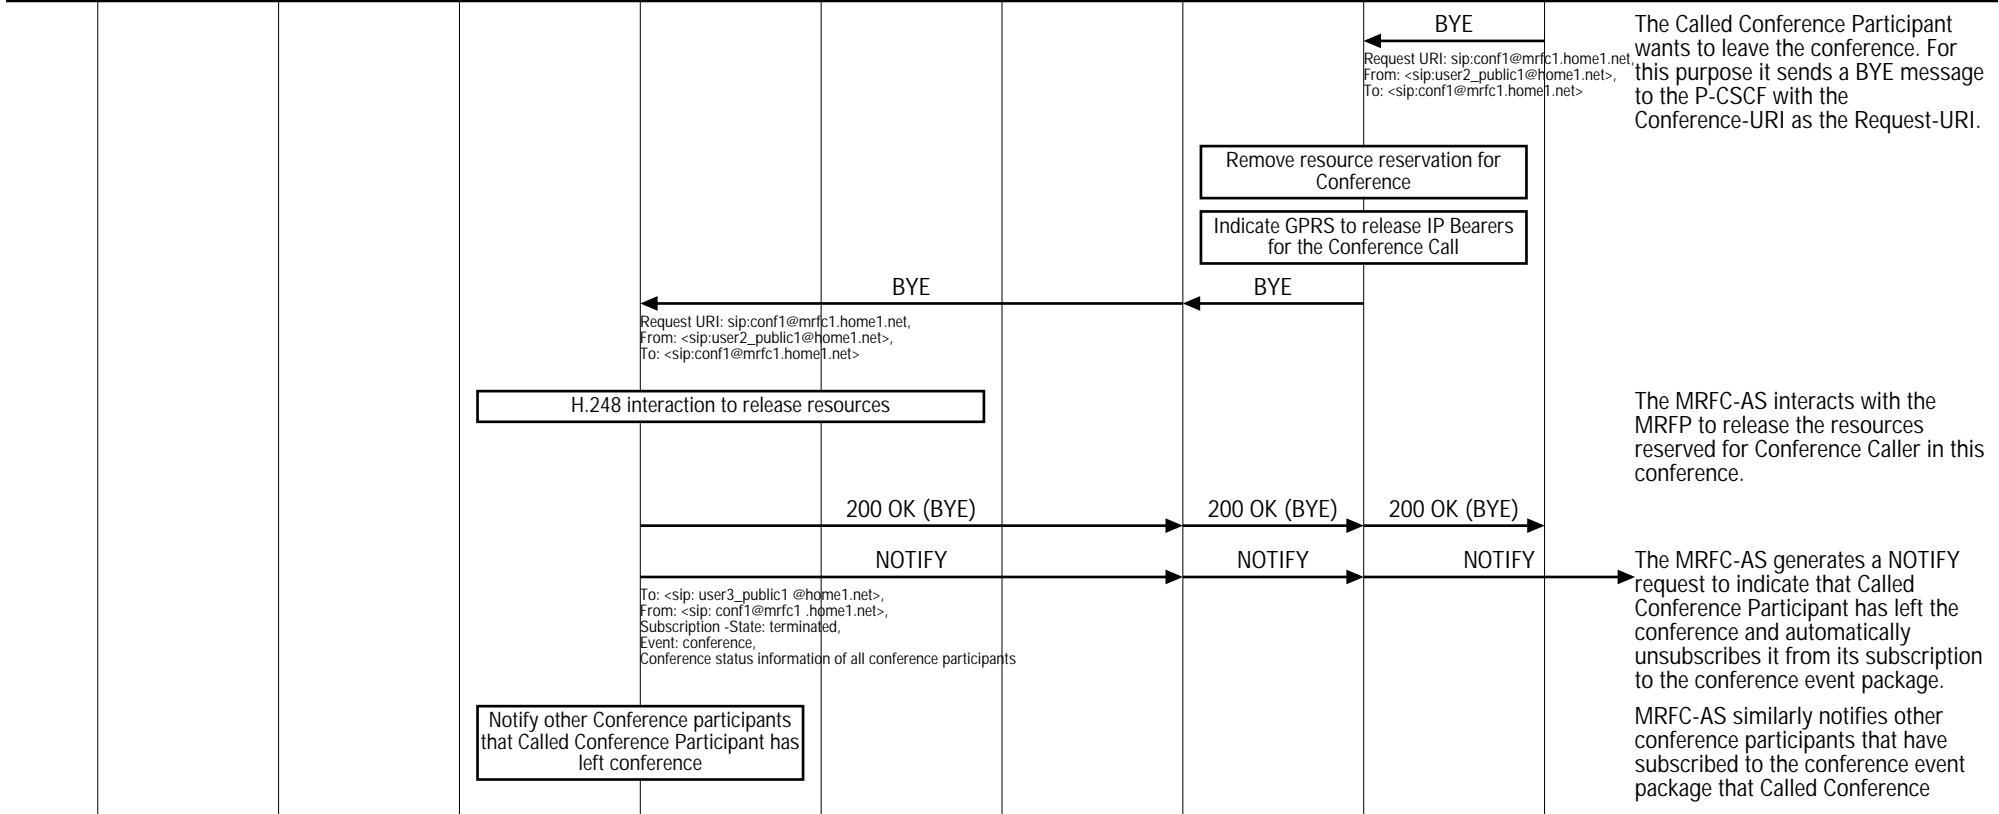 BYE
Request URI: sip:conf1@mrfc1.home1.net,
From: <sip:user2_public1@home1.net>,
To: <sip:conf1@mrfc1.home1.net>
The Called Conference Participant
wants to leave the conference. For
this purpose it sends a BYE message
to the P-CSCF with the
Conference-URI as the Request-URI.
Remove resource reservation for
Conference
Indicate GPRS to release IP Bearers
for the Conference Call
BYE
BYE
Request URI: sip:conf1@mrfc1.home1.net,
From: <sip:user2_public1@home1.net>,
To: <sip:conf1@mrfc1.home1.net>
H.248 interaction to release resources
The MRFC-AS interacts with the
MRFP to release the resources
reserved for Conference Caller in this
conference.
200 OK (BYE)
200 OK (BYE)
200 OK (BYE)
NOTIFY
NOTIFY
NOTIFY
To: <sip: user3_public1 @home1.net>,
From: <sip: conf1@mrfc1 .home1.net>,
Subscription -State: terminated,
Event: conference,
Conference status information of all conference participants
The MRFC-AS generates a NOTIFY
request to indicate that Called
Conference Participant has left the
conference and automatically
unsubscribes it from its subscription
to the conference event package.
Notify other Conference participants
that Called Conference Participant has
left conference
MRFC-AS similarly notifies other
conference participants that have
subscribed to the conference event
package that Called Conference